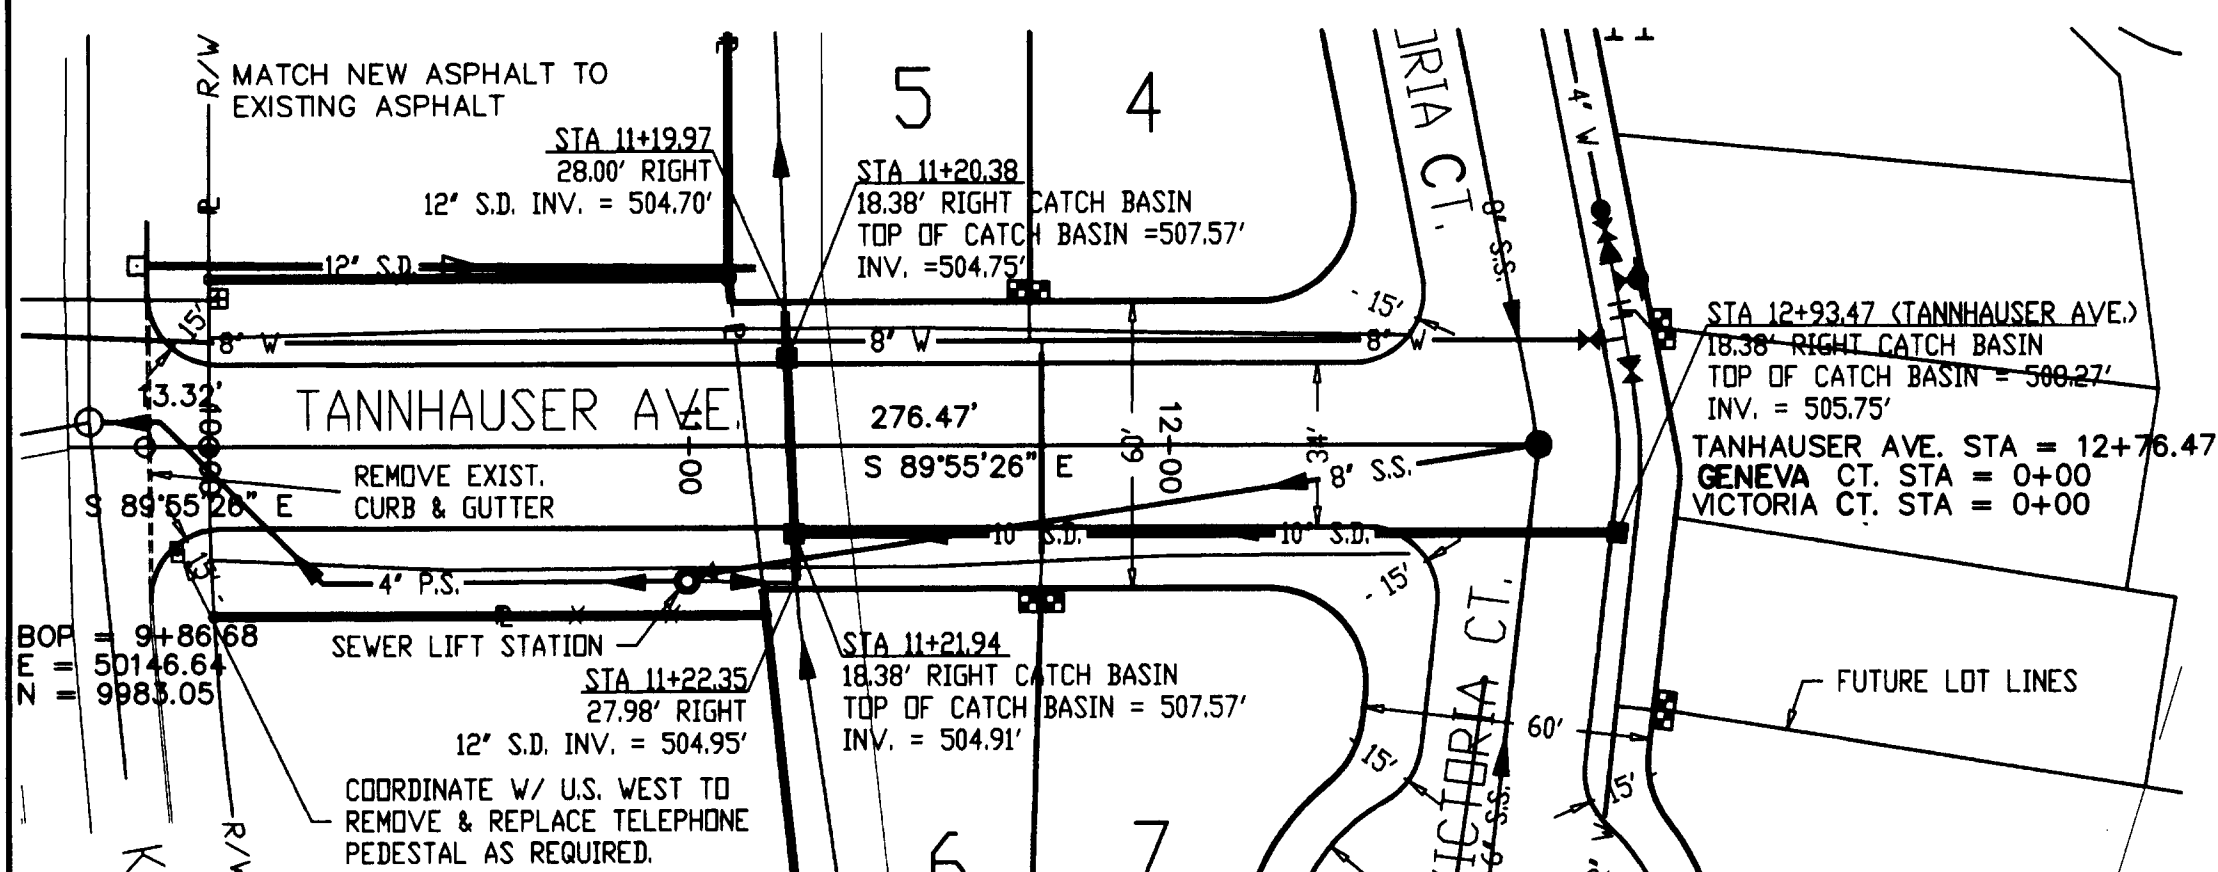 MATCH NEW ASPHALT TO
EXISTING ASPHALT
R/W
STA 11+19.97
28.00' RIGHT
12" S.D. INV. = 504.70'
5
4
STA 11+20.38
18.38' RIGHT CATCH BASIN
TOP OF CATCH BASIN =507.57'
INV. =504.75'
CT.
4" W
8" S.S.
12" S.D.
15'
15'
8" W
8" W
8" W
STA 12+93.47 (TANNHAUSER AVE.)
18.38' RIGHT CATCH BASIN
TOP OF CATCH BASIN = 508.27'
INV. = 505.75'
13.32'
TANNHAUSER AVE.
276.47'
S 89°55'26" E
12+00
60'
34'
8" S.S.
TANHAUSER AVE. STA = 12+76.47
GENEVA CT. STA = 0+00
VICTORIA CT. STA = 0+00
REMOVE EXIST.
CURB & GUTTER
S 89°55'26" E
10" S.D.
10" S.D.
15'
15'
4" P.S.
BOP = 9+86.68
E = 50146.64
N = 9983.05
SEWER LIFT STATION
STA 11+22.35
27.98' RIGHT
12" S.D. INV. = 504.95'
STA 11+21.94
18.38' RIGHT CATCH BASIN
TOP OF CATCH BASIN = 507.57'
INV. = 504.91'
FUTURE LOT LINES
60'
15'
15'
VICTORIA CT.
COORDINATE W/ U.S. WEST TO
REMOVE & REPLACE TELEPHONE
PEDESTAL AS REQUIRED.
R/W
K
6
7